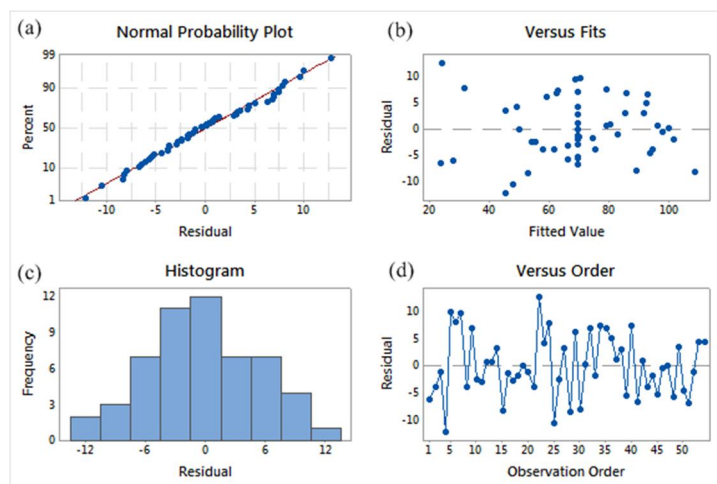 (a) Normal Probability Plot
99
90
50
10
1
Percent
-10 -5 0 5 10
Residual
(b) Versus Fits
10
5
0
-5
-10
Residual
20 40 60 80 100
Fitted Value
(c) Histogram
12
9
6
3
0
Frequency
-12 -6 0 6 12
Residual
(d) Versus Order
10
5
0
-5
-10
Residual
1 5 10 15 20 25 30 35 40 45 50
Observation Order